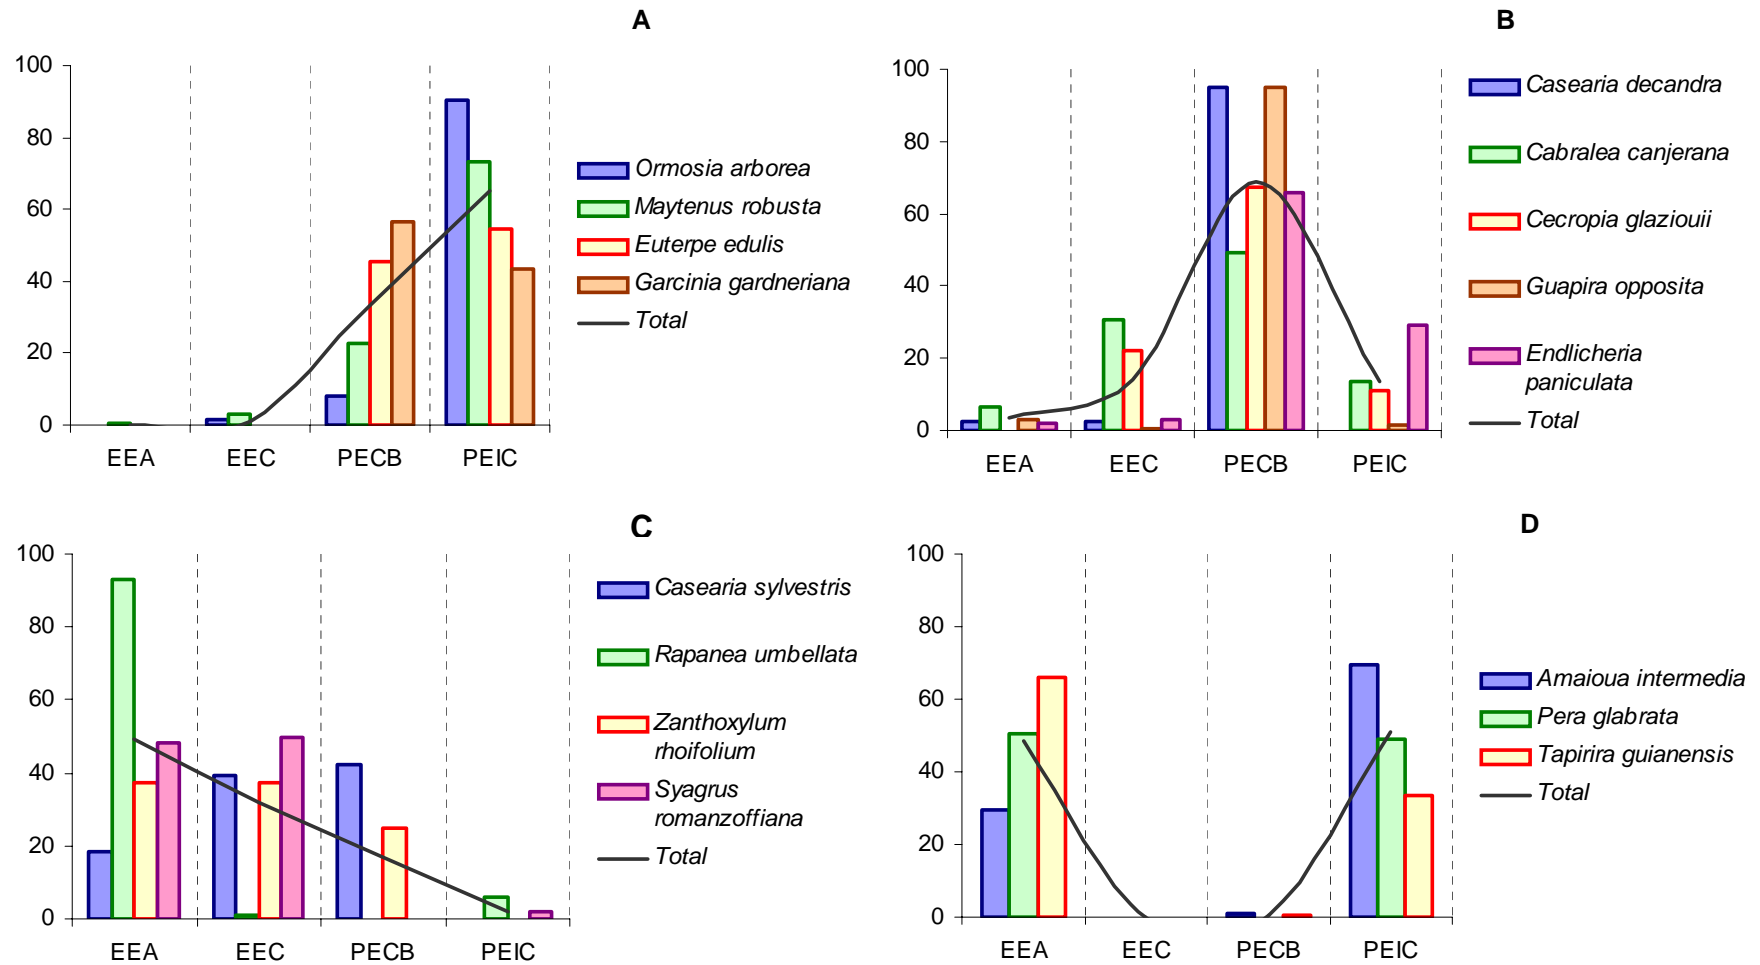 A
100
80
60
40
20
0
EEA EEC PECB PEIC
Ormosia arborea
Maytenus robusta
Euterpe edulis
Garcinia gardneriana
Total
B
100
80
60
40
20
0
EEA EEC PECB PEIC
Casearia decandra
Cabralea canjerana
Cecropia glaziouii
Guapira opposita
Endlicheria
paniculata
Total
C
100
80
60
40
20
0
EEA EEC PECB PEIC
Casearia sylvestris
Rapanea umbellata
Zanthoxylum
rhoifolium
Syagrus
romanzoffiana
Total
D
100
80
60
40
20
0
EEA EEC PECB PEIC
Amaioua intermedia
Pera glabrata
Tapirira guianensis
Total